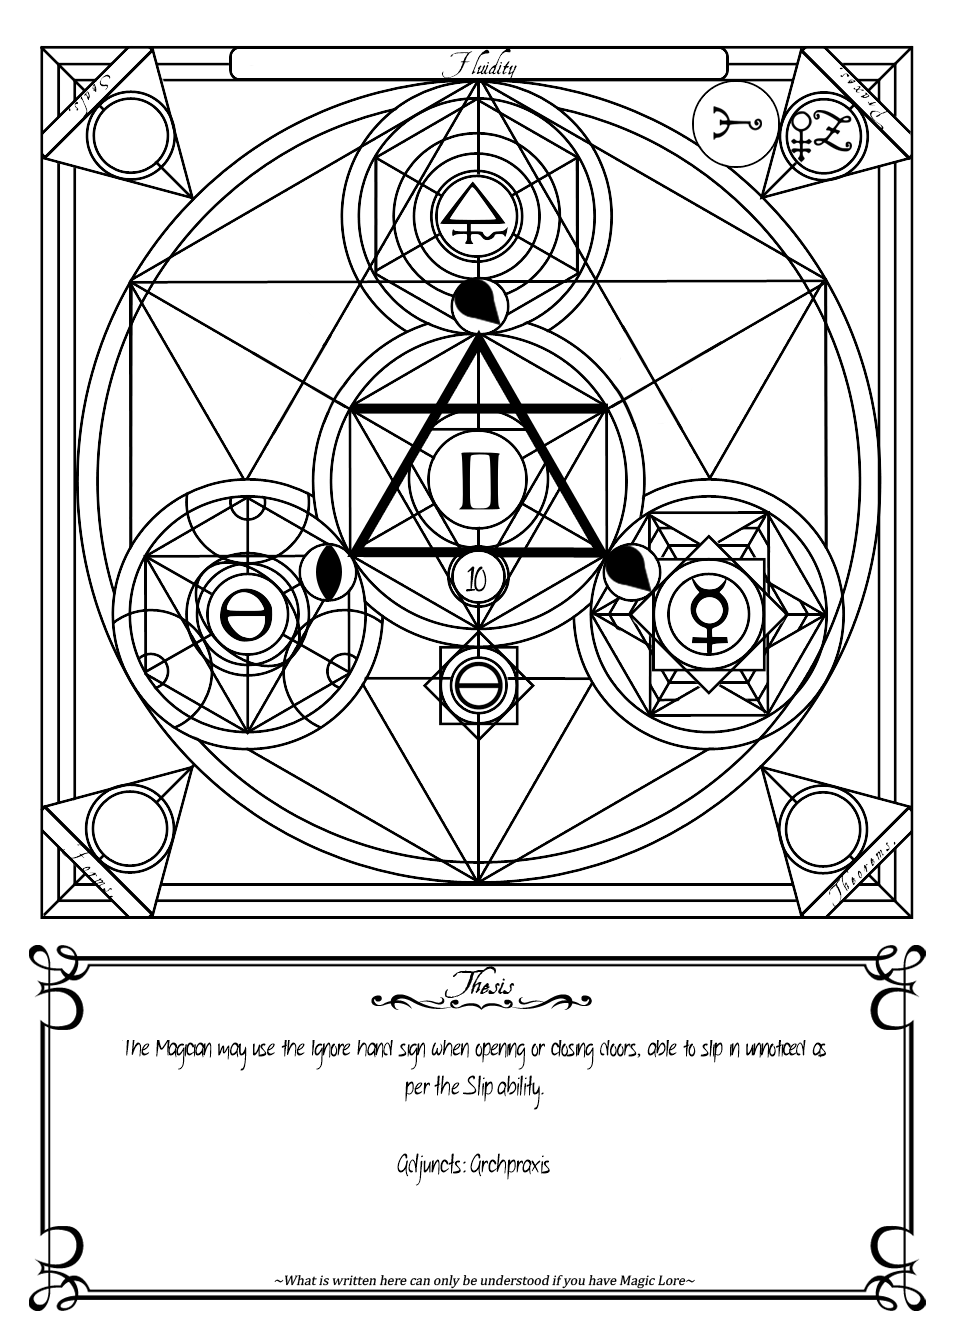 Fluidity
Seals.
Praxes.
10
Forms.
Theorems.
Thesis
The Magician may use the Ignore hand sign when opening or closing doors, able to slip in unnoticed as
per the Slip ability.
Adjuncts: Archpraxis
~What is written here can only be understood if you have Magic Lore~